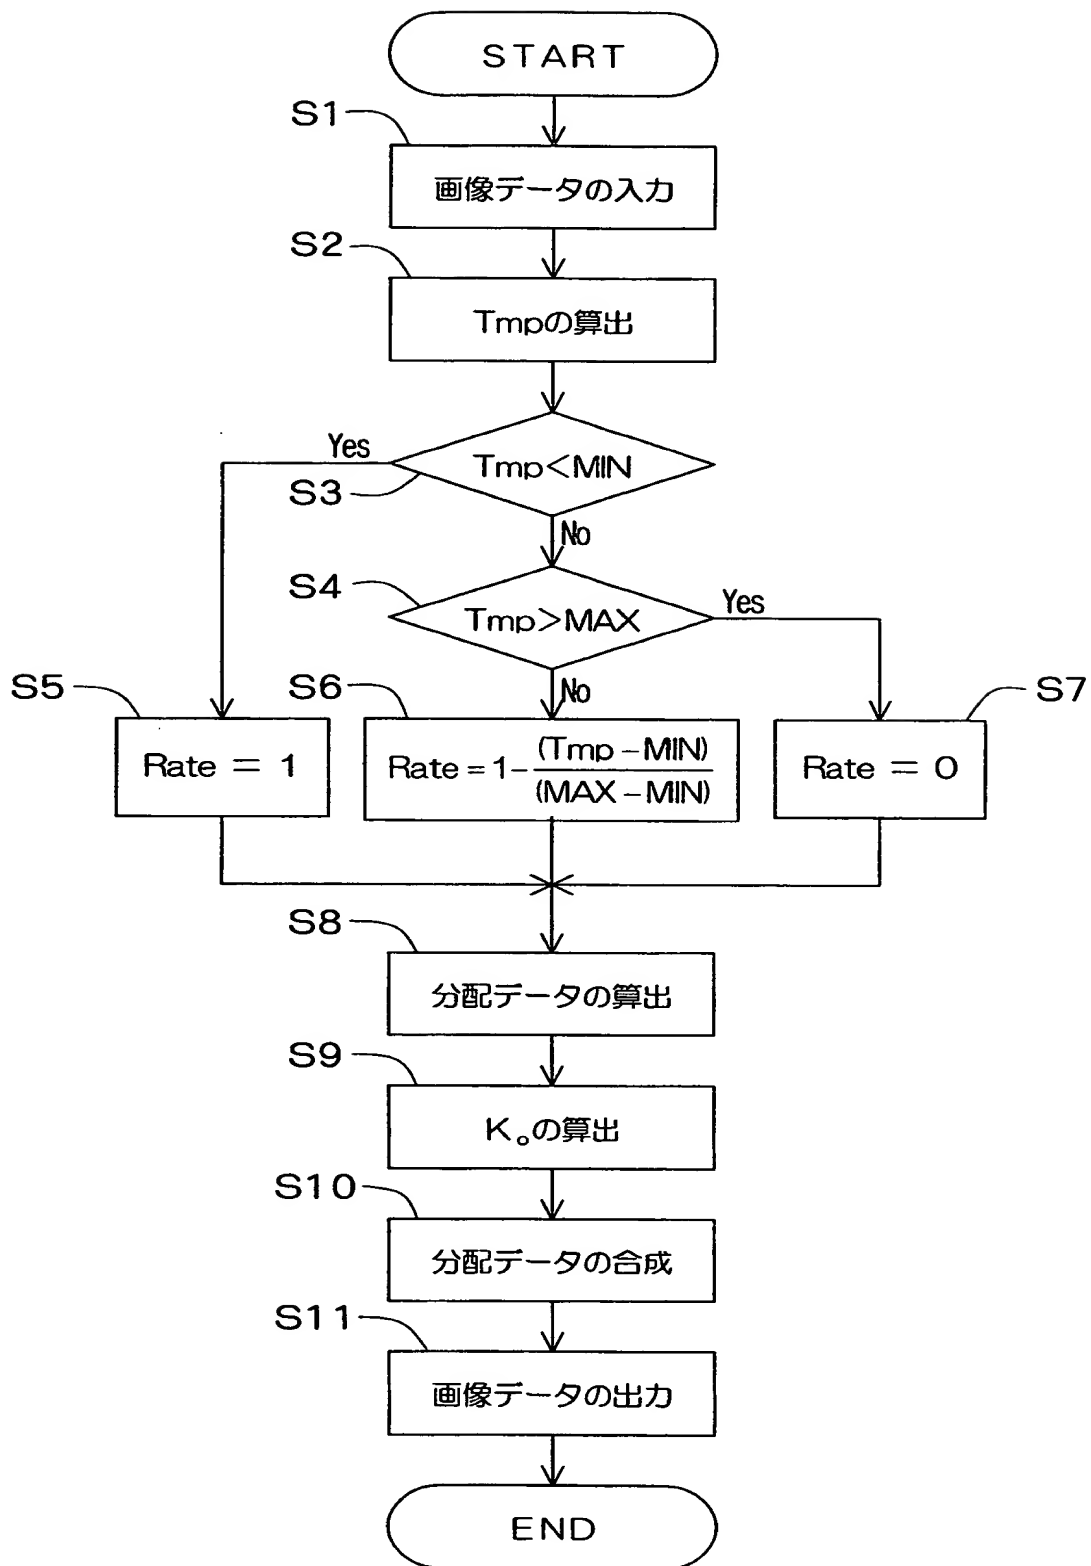 START
S1
画像データの入力
S2
Tmpの算出
Yes
Tmp<MIN
S3
No
S4
Tmp>MAX
Yes
No
S5
Rate = 1
S6
Rate = 1 - (Tmp - MIN) / (MAX - MIN)
S7
Rate = 0
S8
分配データの算出
S9
K₀の算出
S10
分配データの合成
S11
画像データの出力
END